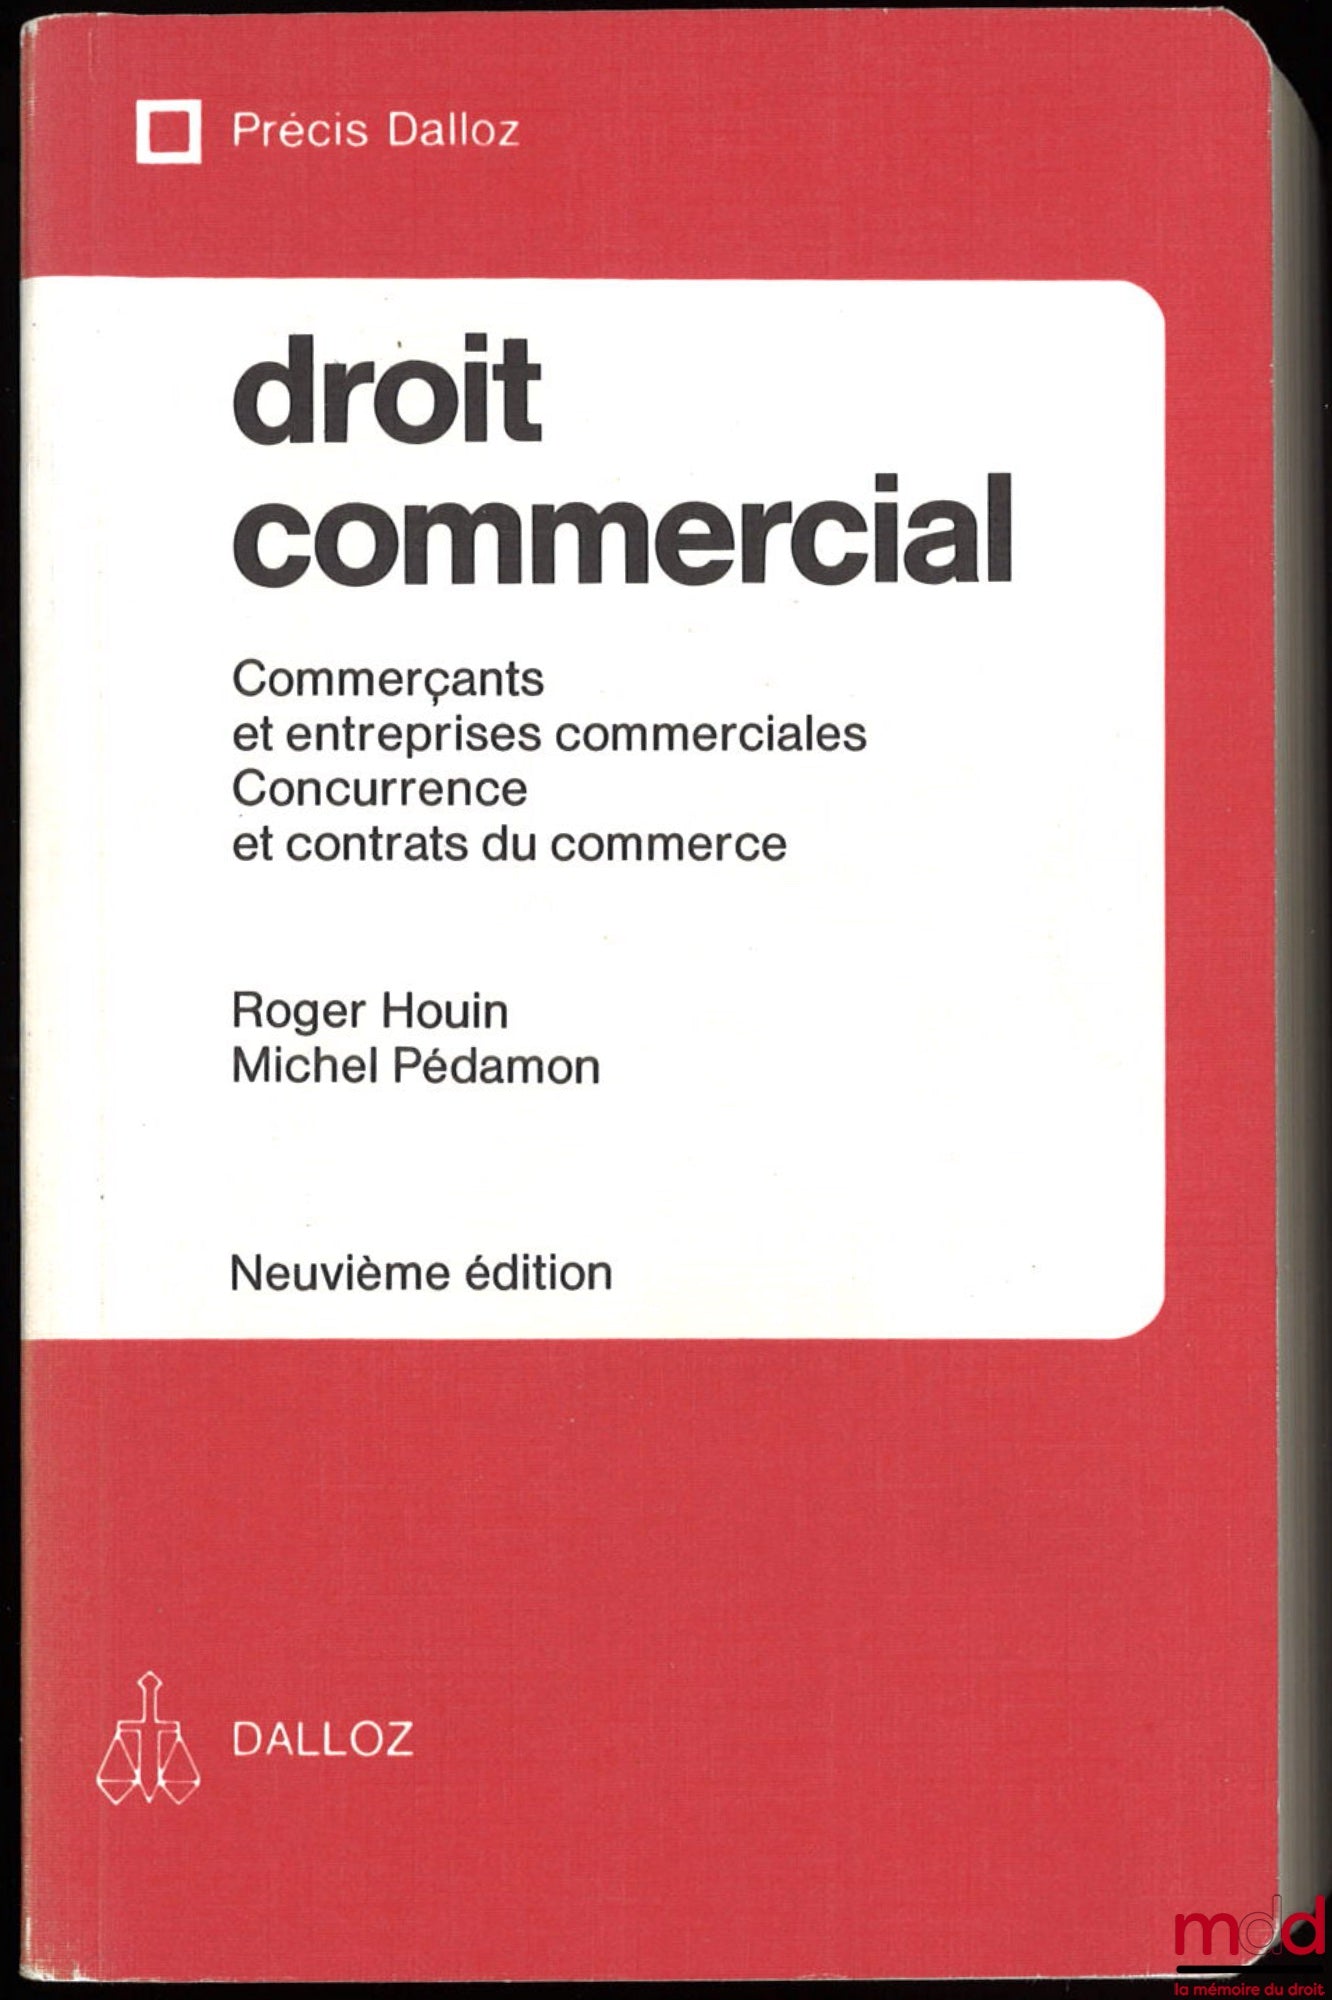 Précis Dalloz
droit
commercial
Commerçants
et entreprises commerciales
Concurrence
et contrats du commerce
Roger Houin
Michel Pédamon
Neuvième édition
DALLOZ
mdd
la mémoire du droit